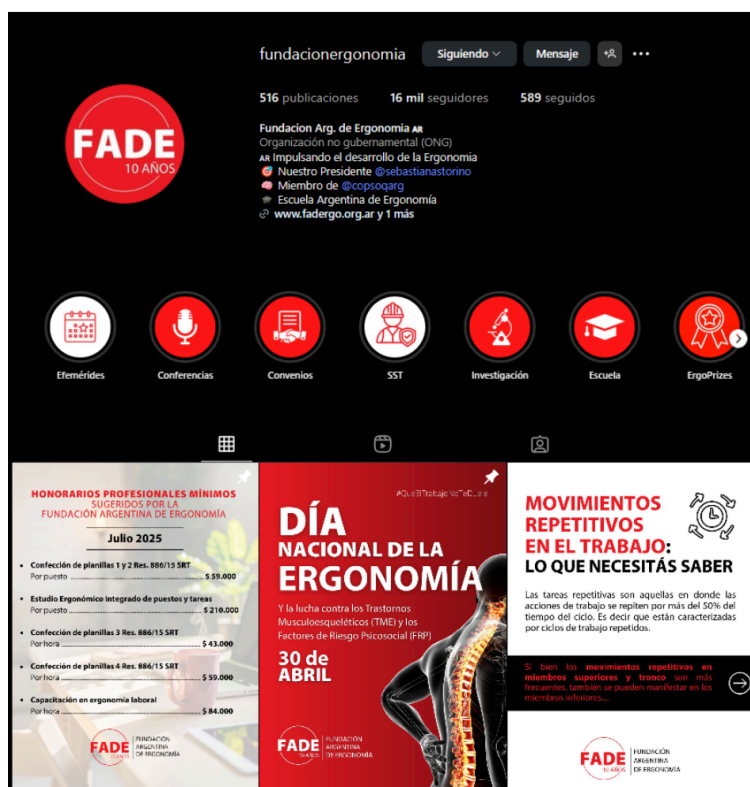 fundacionergonomia Siguiendo Mensaje
516 publicaciones 16 mil seguidores 589 seguidos
Fundacion Arg. de Ergonomia AR
Organización no gubernamental (ONG)
AR Impulsando el desarrollo de la Ergonomia
Nuestro Presidente @sebastianastorino
Miembro de @copsoqarg
Escuela Argentina de Ergonomía
www.fadergo.org.ar y 1 más
FADE
10 AÑOS
Efemérides Conferencias Convenios SST Investigación Escuela ErgoPrizes
HONORARIOS PROFESIONALES MÍNIMOS
SUGERIDOS POR LA
FUNDACIÓN ARGENTINA DE ERGONOMÍA
Julio 2025
• Confección de planillas 1 y 2 Res. 886/15 SRT
Por puesto $ 59.000
• Estudio Ergonómico Integrado de puestos y tareas
Por puesto $ 210.000
• Confección de planillas 3 Res. 886/15 SRT
Por hora $ 43.000
• Confección de planillas 4 Res. 886/15 SRT
Por hora $ 59.000
• Capacitación en ergonomía laboral
Por hora $ 84.000
FADE
10 AÑOS
FUNDACIÓN
ARGENTINA
DE ERGONOMÍA
#QueElTrabajoNoTeDuela
DÍA
NACIONAL DE LA
ERGONOMÍA
Y la lucha contra los Trastornos
Musculoesqueléticos (TME) y los
Factores de Riesgo Psicosocial (FRP)
30 de
ABRIL
FADE
10 AÑOS
FUNDACIÓN
ARGENTINA
DE ERGONOMÍA
MOVIMIENTOS
REPETITIVOS
EN EL TRABAJO:
LO QUE NECESITÁS SABER
Las tareas repetitivas son aquellas en donde las
acciones de trabajo se repiten por más del 50% del
tiempo del ciclo. Es decir que están caracterizadas
por ciclos de trabajo repetidos.
Si bien los movimientos repetitivos en
miembros superiores y tronco son más
frecuentes, también se pueden manifestar en los
miembros inferiores...
FADE
10 AÑOS
FUNDACIÓN
ARGENTINA
DE ERGONOMÍA